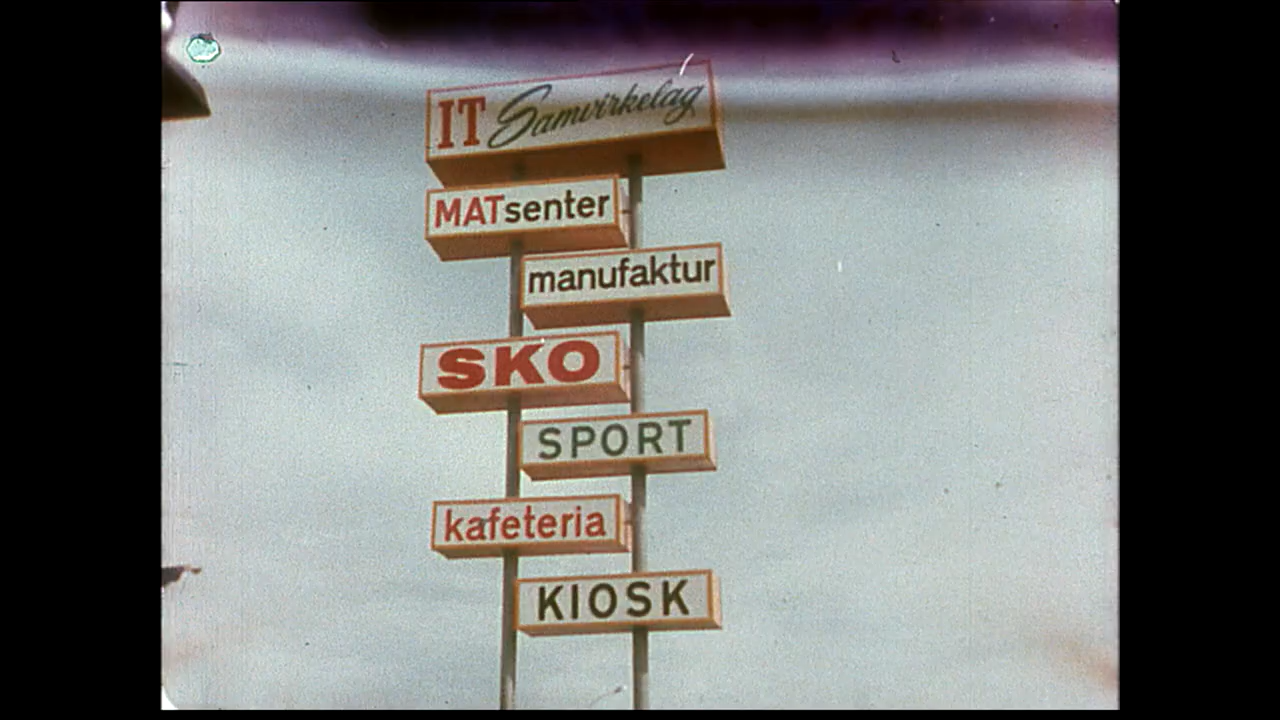 IT Samvirkelag
MATsenter
manufaktur
SKO
SPORT
kafeteria
KIOSK